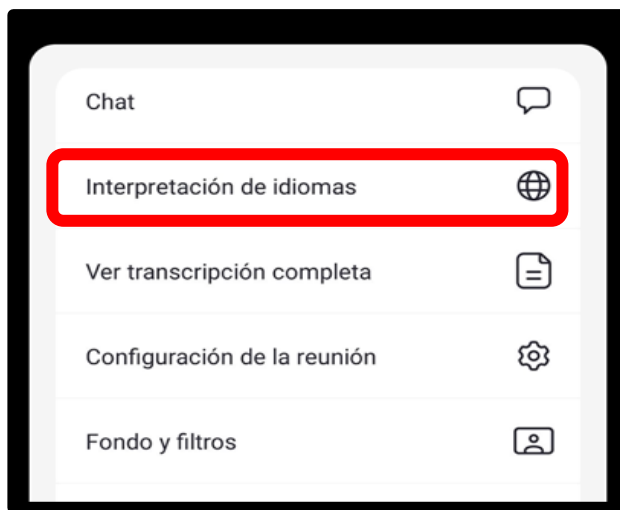 Chat
Interpretación de idiomas
Ver transcripción completa
Configuración de la reunión
Fondo y filtros